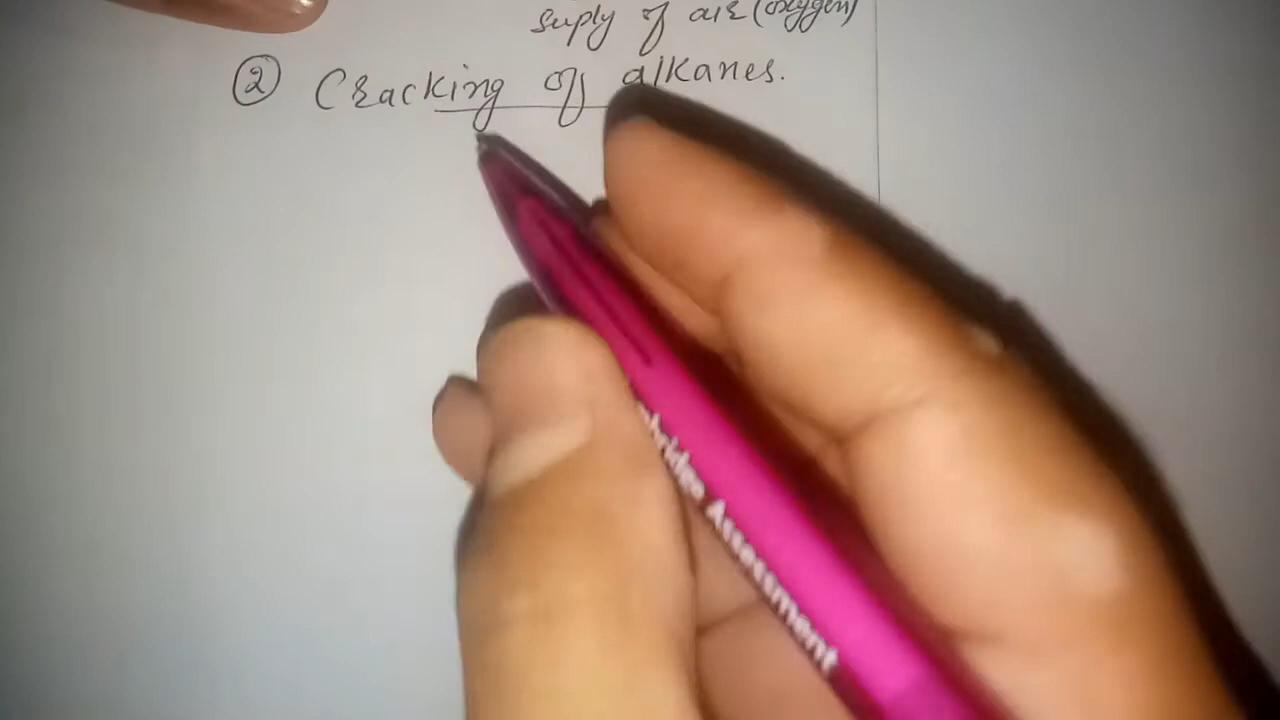 suply of air (oxygen)
② Cracking of alkanes.
Assessment